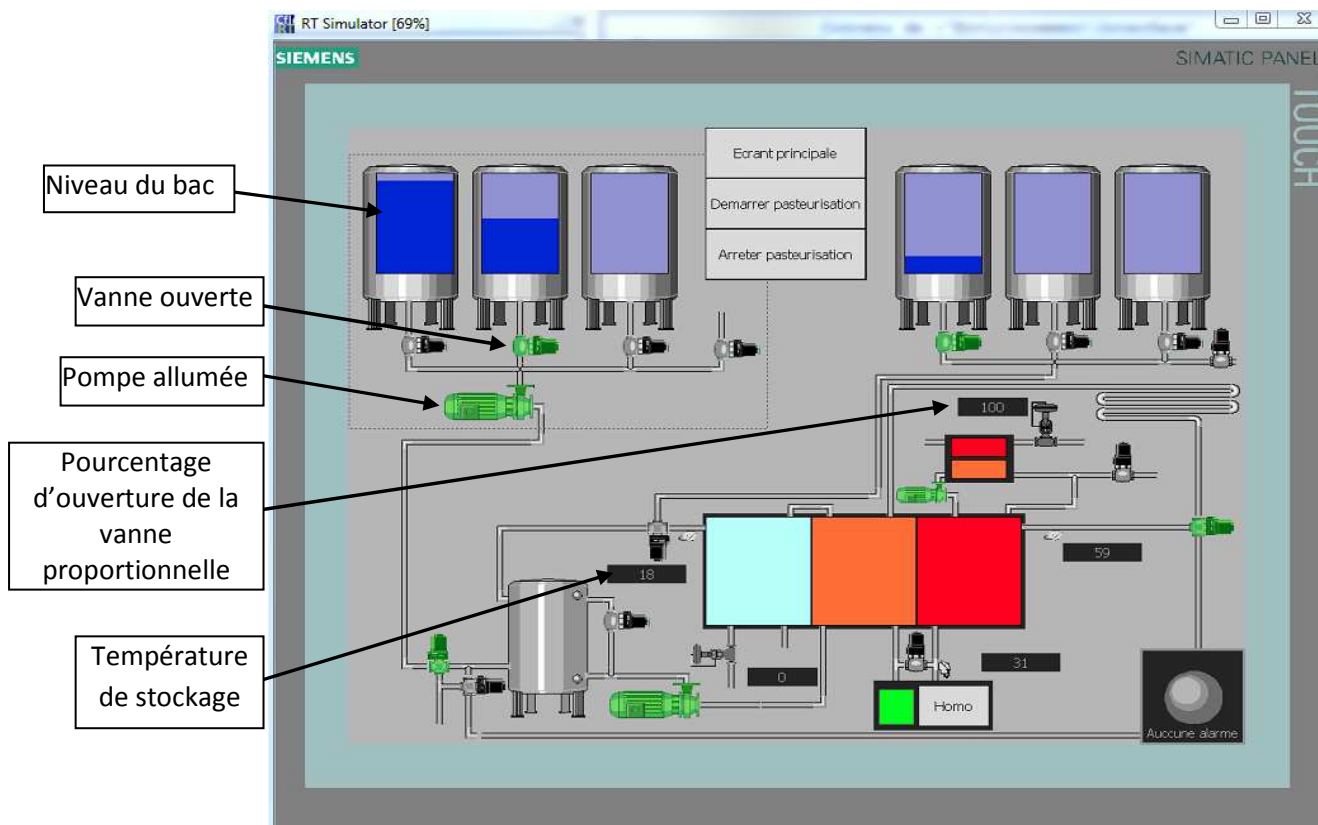 RT Simulator [69%]
SIEMENS
SIMATIC PANEL
TOUCH
Ecrant principale
Demarrer pasteurisation
Arreter pasteurisation
Niveau du bac
Vanne ouverte
Pompe allumée
Pourcentage
d’ouverture de la
vanne
proportionnelle
Température
de stockage
100
59
18
31
0
Homo
Auccune alarme